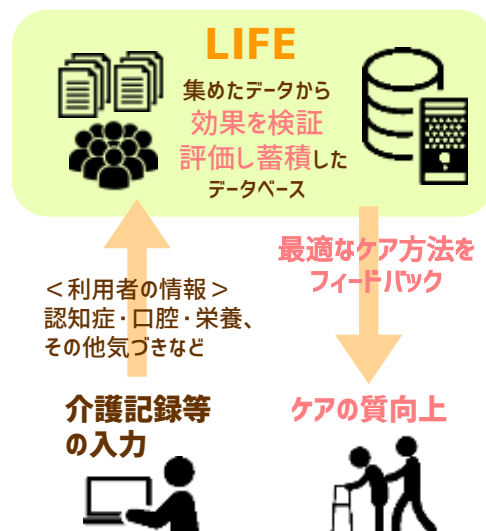 LIFE
集めたデータから
効果を検証
評価し蓄積した
データベース
最適なケア方法を
フィードバック
＜利用者の情報＞
認知症・口腔・栄養、
その他気づきなど
介護記録等
の入力
ケアの質向上